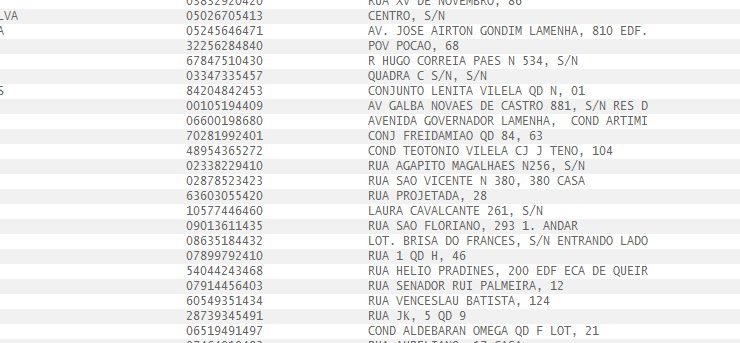 RUA XV DE NOVEMBRO, 86
LVA 05026705413 CENTRO, S/N
A 05245646471 AV. JOSE AIRTON GONDIM LAMENHA, 810 EDF.
32256284840 POV POCAO, 68
67847510430 R HUGO CORREIA PAES N 534, S/N
03347335457 QUADRA C S/N, S/N
S 84204842453 CONJUNTO LENITA VILELA QD N, 01
00105194409 AV GALBA NOVAES DE CASTRO 881, S/N RES D
06600198680 AVENIDA GOVERNADOR LAMENHA, COND ARTIMI
70281992401 CONJ FREIDAMIAO QD 84, 63
48954365272 COND TEOTONIO VILELA CJ J TENO, 104
02338229410 RUA AGAPITO MAGALHAES N256, S/N
02878523423 RUA SAO VICENTE N 380, 380 CASA
63603055420 RUA PROJETADA, 28
10577446460 LAURA CAVALCANTE 261, S/N
09013611435 RUA SAO FLORIANO, 293 1. ANDAR
08635184432 LOT. BRISA DO FRANCES, S/N ENTRANDO LADO
07899792410 RUA 1 QD H, 46
54044243468 RUA HELIO PRADINES, 200 EDF ECA DE QUEIR
07914456403 RUA SENADOR RUI PALMEIRA, 12
60549351434 RUA VENCESLAU BATISTA, 124
28739345491 RUA JK, 5 QD 9
06519491497 COND ALDEBARAN OMEGA QD F LOT, 21